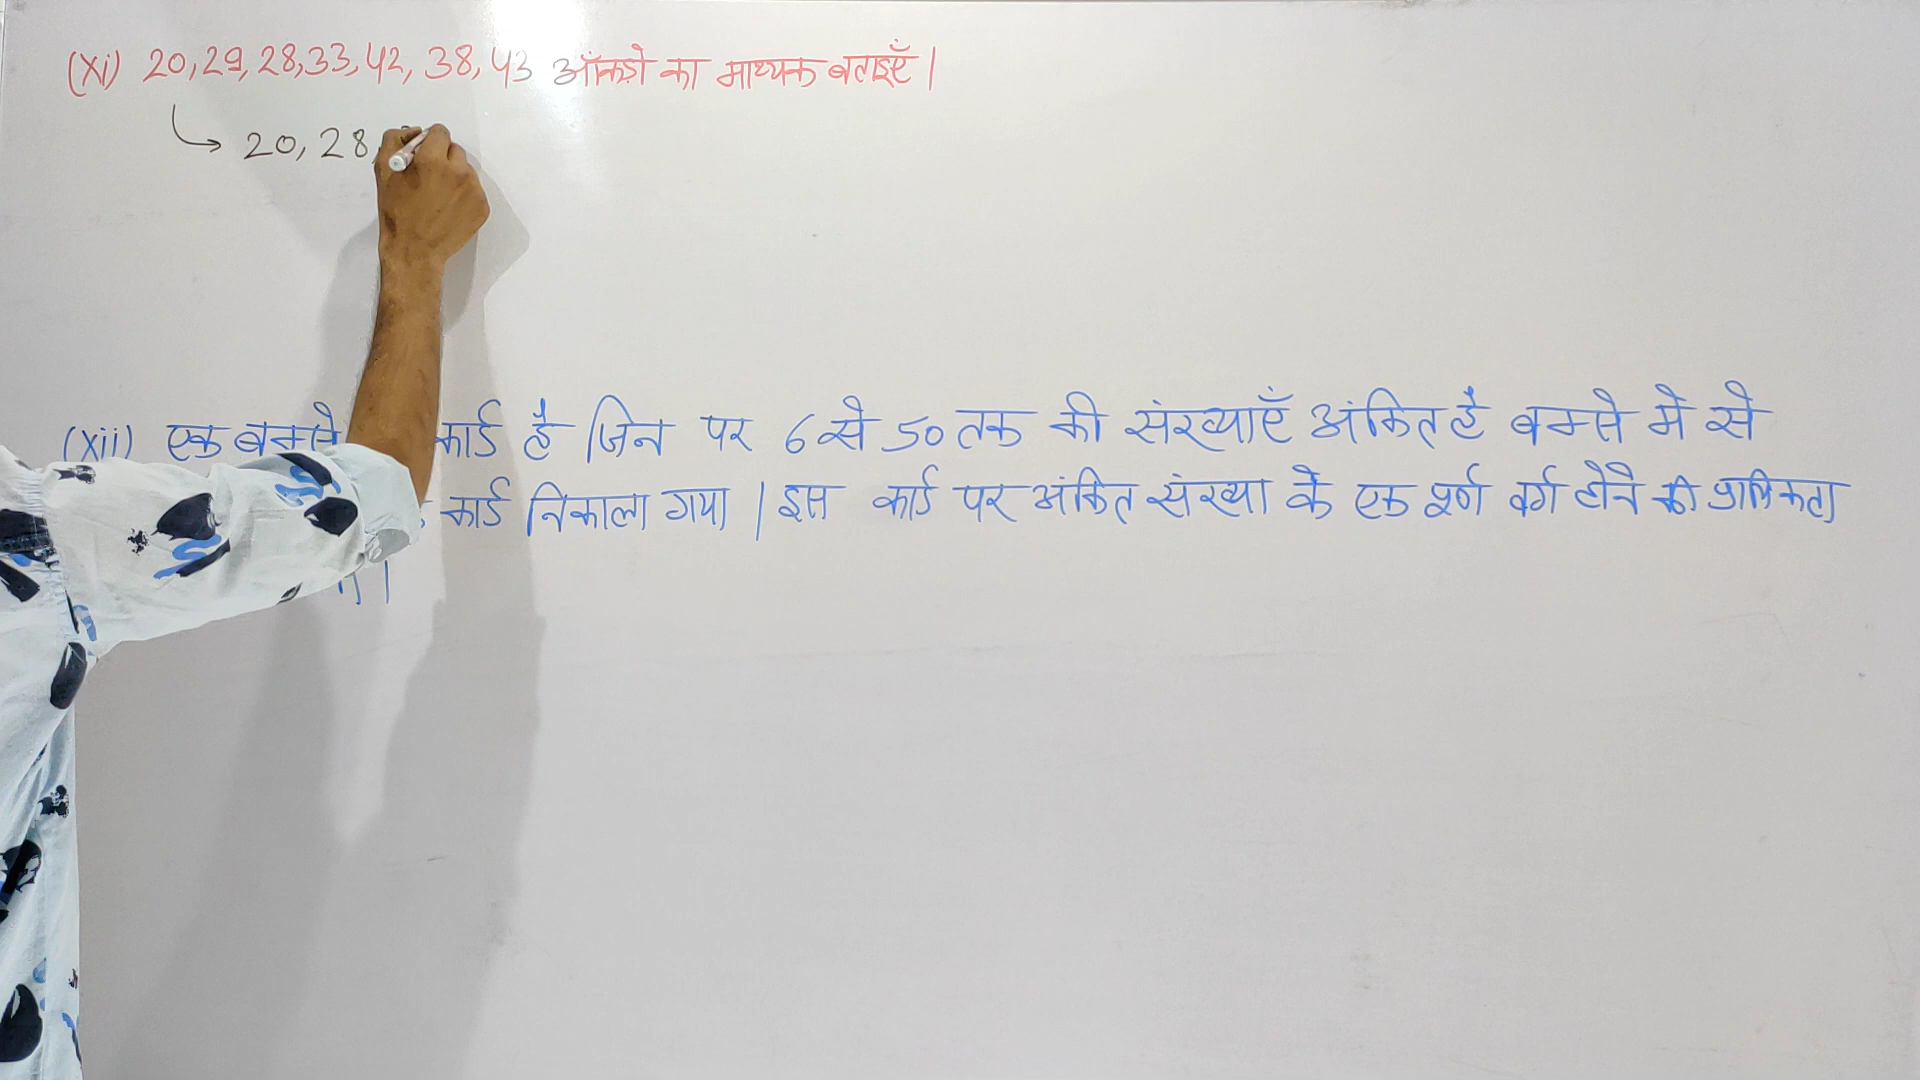 (xi) 20,29,28,33,42, 38,43 आँकड़ो का माध्यक बताइएँ |
20, 28,
(xii) एक बक्से कार्ड है जिन पर 6 से 50 तक की संख्याएँ अंकित है बक्से मे से
कार्ड निकाला गया | इस कार्ड पर अंकित संख्या के एक पूर्ण वर्ग होने की प्रायिकता